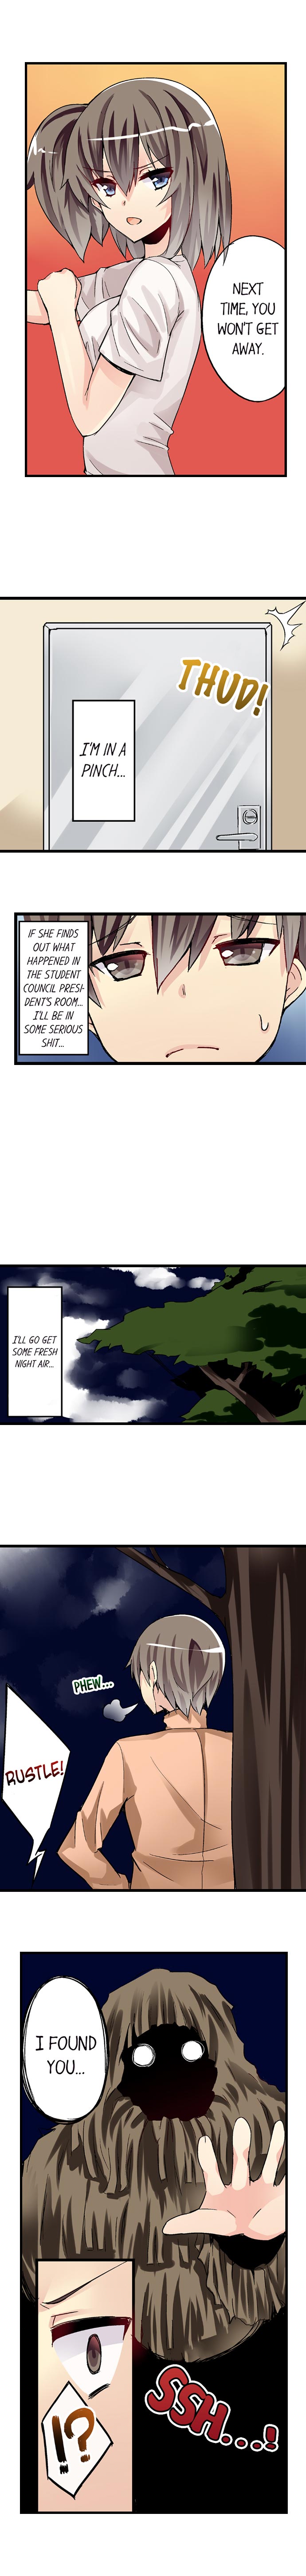 NEXT
TIME, YOU
WON'T GET
AWAY.
THUD!
I'M IN A
PINCH...
IF SHE FINDS
OUT WHAT
HAPPENED IN
THE STUDENT
COUNCIL PRESI-
DENT'S ROOM...
I'LL BE IN
SOME SERIOUS
SHIT...
I'LL GO GET
SOME FRESH
NIGHT AIR...
PHEW...
RUSTLE!
I FOUND
YOU...
SSH...!
!?